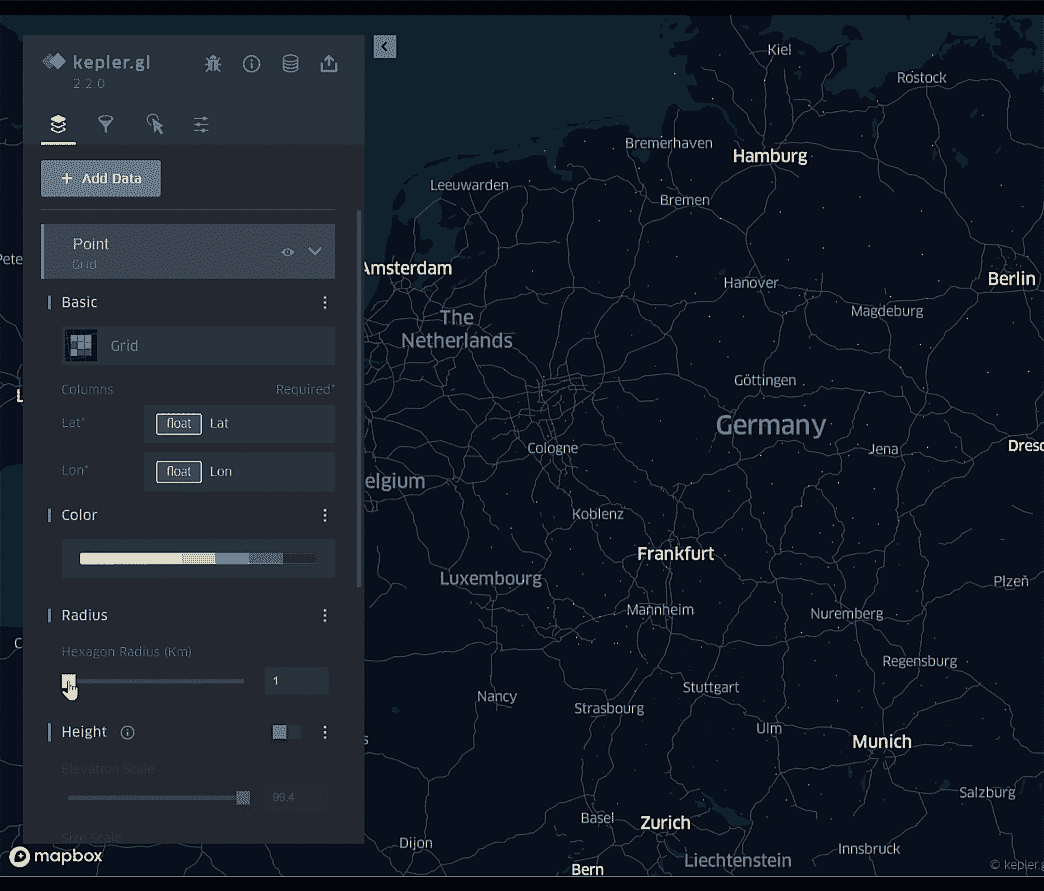 kepler.gl
2.2.0
+ Add Data
Point
Grid
Basic
Grid
Columns Required*
Lat* float Lat
Lon* float Lon
Color
Radius
Hexagon Radius (Km)
1
Height
Elevation Scale
99.4
Size Scale
mapbox
Kiel
Rostock
Bremerhaven
Hamburg
Leeuwarden
Bremen
Pete
Amsterdam
Hanover
Berlin
Magdeburg
The
Netherlands
Göttingen
Germany
Cologne
Jena
Dresd
elgium
Koblenz
Frankfurt
Luxembourg
Plzeň
Mannheim
Nuremberg
Regensburg
Nancy
Stuttgart
Strasbourg
Ulm
Munich
Salzburg
Basel
Zurich
Dijon
Innsbruck
Liechtenstein
Bern
© kepler.g